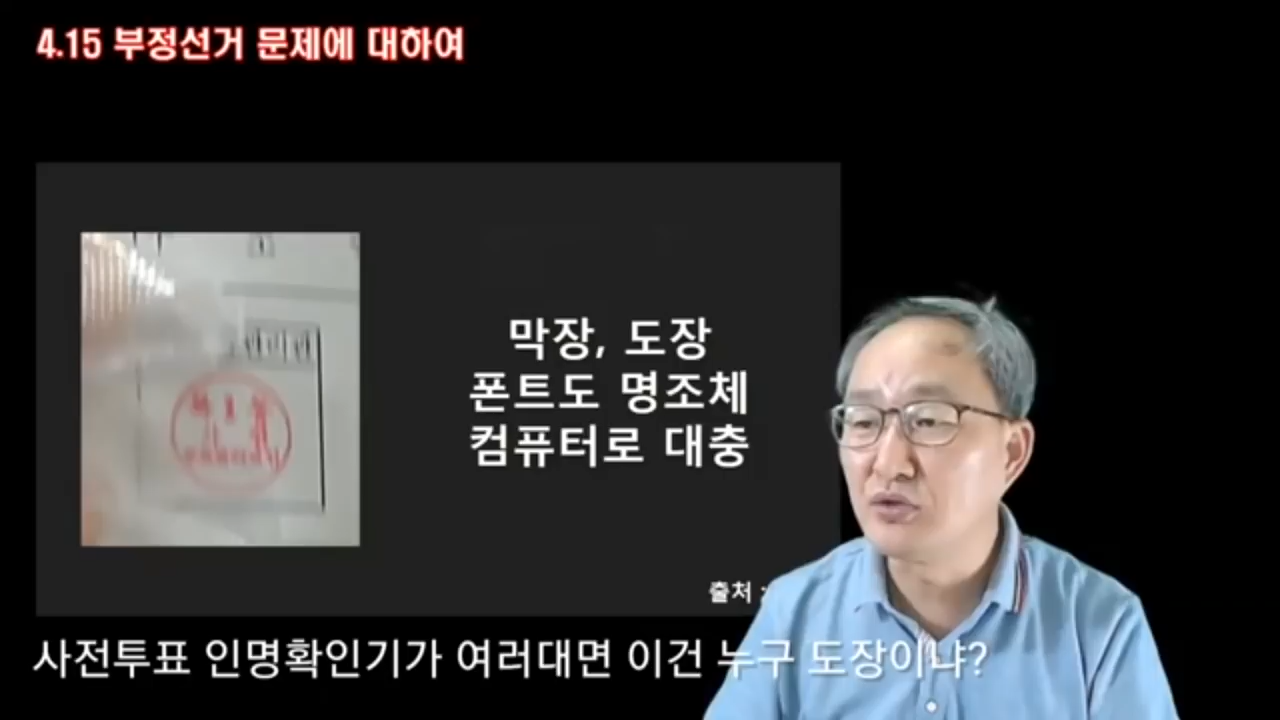 4.15 부정선거 문제에 대하여
막장, 도장
폰트도 명조체
컴퓨터로 대충
출처 :
사전투표 인명확인기가 여러대면 이건 누구 도장이냐?